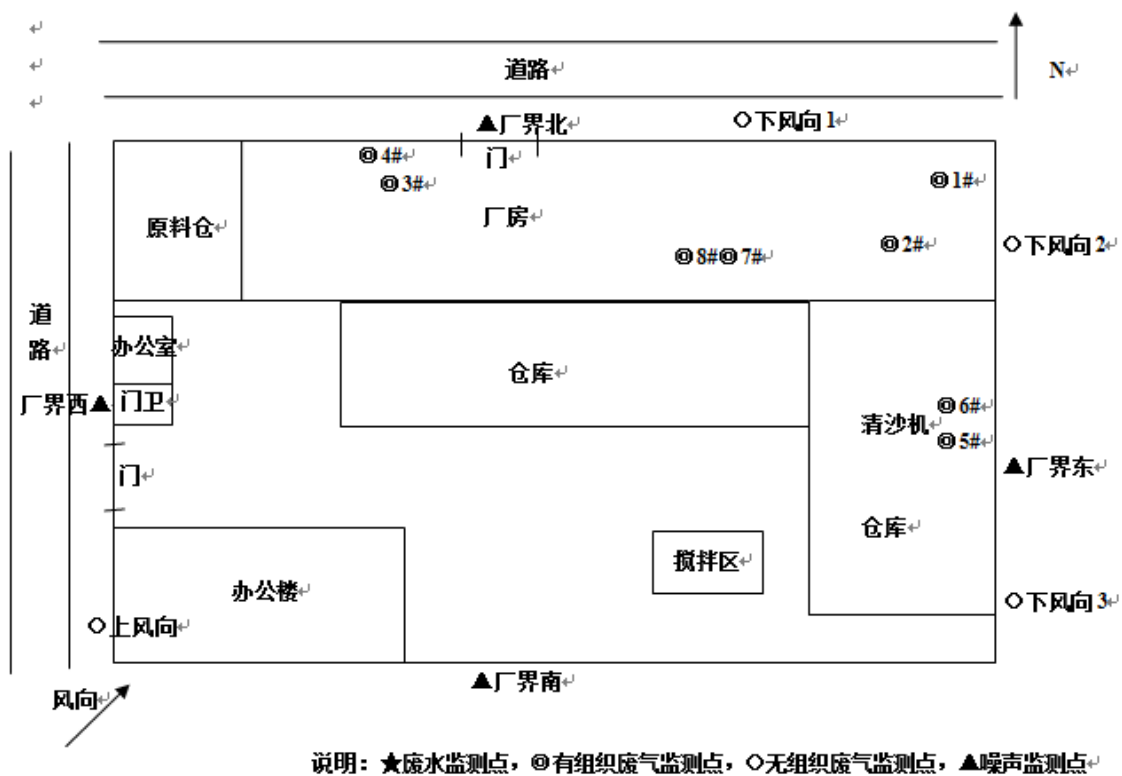 道路
N
▲厂界北
○下风向1
◎4#
门
◎3#
◎1#
原料仓
厂房
◎8#◎7#
◎2#
○下风向2
道
路
办公室
仓库
厂界西▲
门卫
◎6#
清沙机
◎5#
▲厂界东
门
仓库
搅拌区
办公楼
○下风向3
○上风向
▲厂界南
风向
说明：★废水监测点，◎有组织废气监测点，○无组织废气监测点，▲噪声监测点